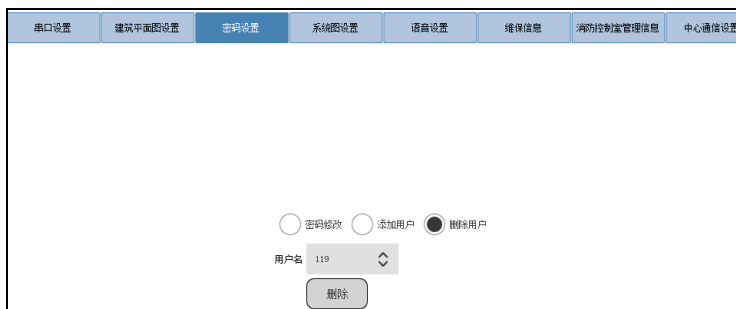 串口设置 建筑平面图设置 密码设置 系统图设置 语音设置 维保信息 消防控制室管理信息 中心通信设置
密码修改 添加用户 删除用户
用户名 119
删除